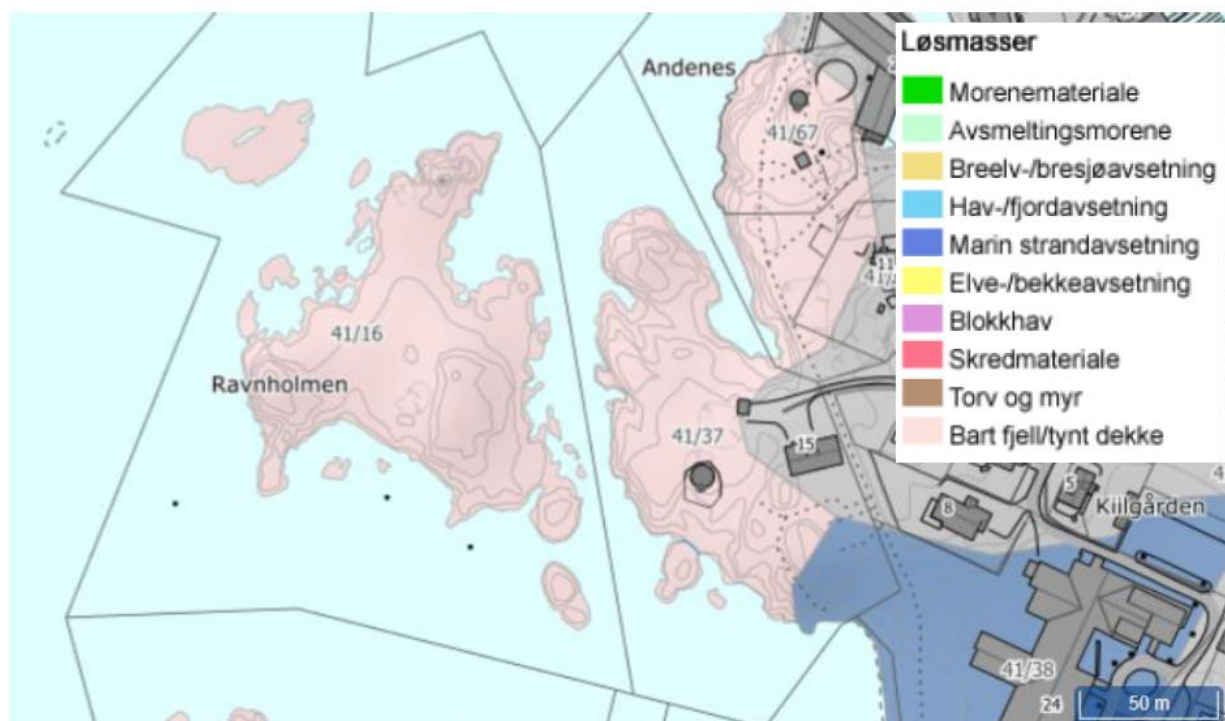 Løsmasser
Morenemateriale
Avsmeltingsmorene
Breelv-/bresjøavsetning
Hav-/fjordavsetning
Marin strandavsetning
Elve-/bekkeavsetning
Blokkhav
Skredmateriale
Torv og myr
Bart fjell/tynt dekke
Andenes
41/67
11
41/16
Ravnholmen
41/37
15
5
8
Kiilgården
41/38
24
50 m